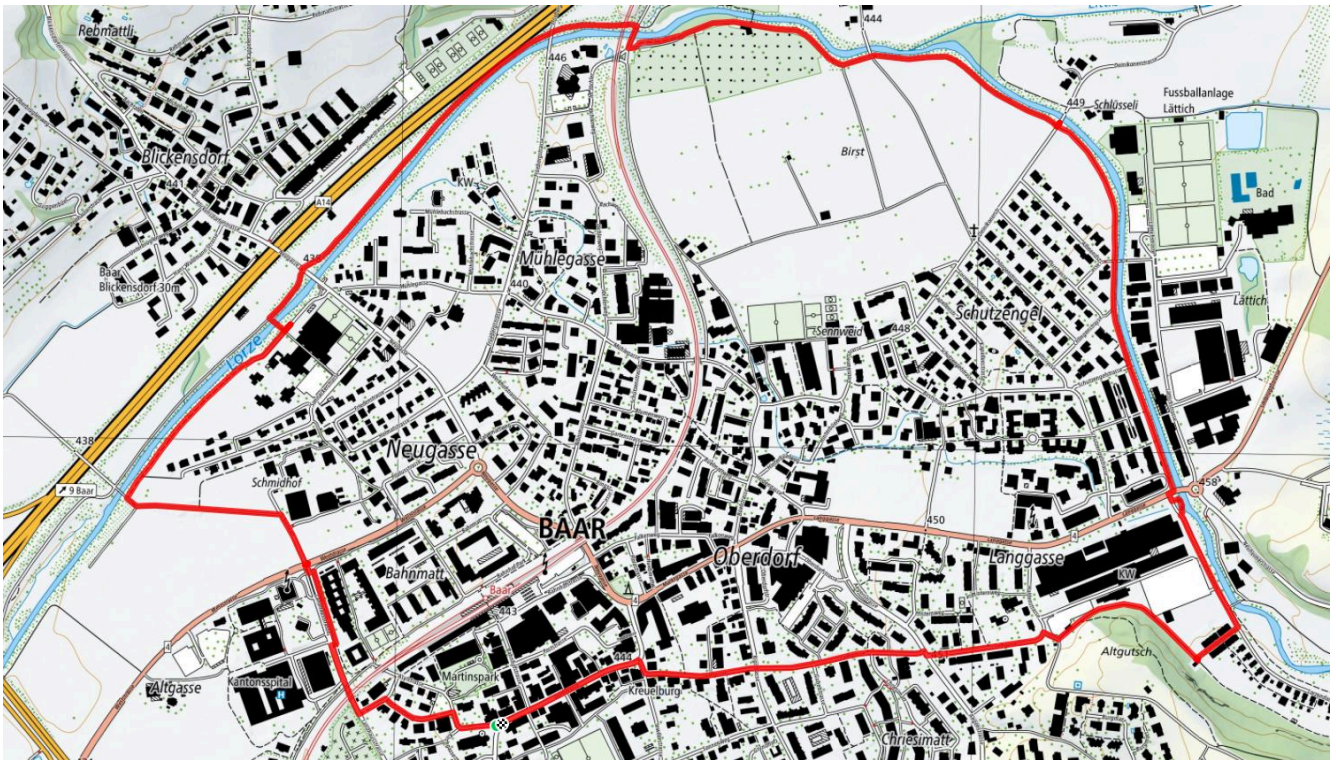 Rebmattli
444
446
Blickensdorf
441
A14
KW
Mühlebachstrasse
Birst
449
Schlüsseli
Fussballanlage
Lättich
Bad
Baar
Blickensdorf 30m
Mühlegasse
440
Lättich
Sennweid
448
Schutzengel
Lorze
438
9 Baar
Schmidhof
Neugasse
458
BAAR
Oberdorf
450
Langgasse
4
KW
Bahnmatt
Baar
443
4
4
Altgasse
Kantonsspital
H
Martinspark
444
Kreuelburg
Altgutsch
Chriesimatt